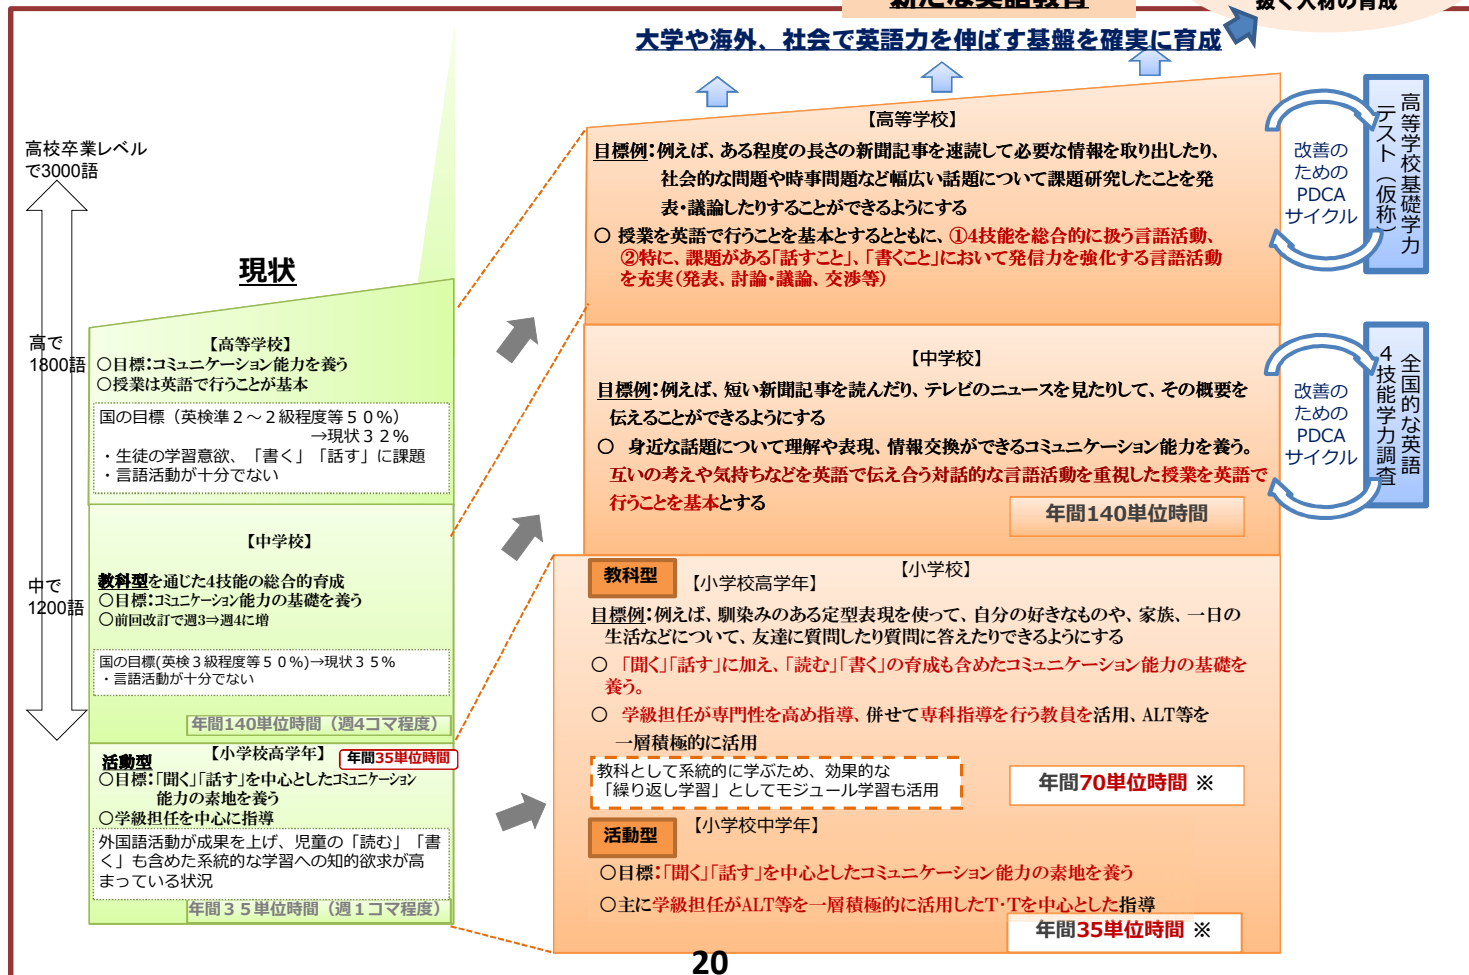 新たな英語教育
抜く人材の育成
大学や海外、社会で英語力を伸ばす基盤を確実に育成
高校卒業レベル
で3000語
高で
1800語
中で
1200語
現状
【高等学校】
○目標：コミュニケーション能力を養う
○授業は英語で行うことが基本
国の目標（英検準２～２級程度等５０％）
→現状３２％
・生徒の学習意欲、「書く」「話す」に課題
・言語活動が十分でない
【中学校】
教科型を通じた4技能の総合的育成
○目標：コミュニケーション能力の基礎を養う
○前回改訂で週3⇒週4に増
国の目標(英検３級程度等５０％)→現状３５％
・言語活動が十分でない
年間140単位時間（週4コマ程度）
活動型
【小学校高学年】
年間35単位時間
○目標：「聞く」「話す」を中心としたコミュニケーション
能力の素地を養う
○学級担任を中心に指導
外国語活動が成果を上げ、児童の「読む」「書
く」も含めた系統的な学習への知的欲求が高
まっている状況
年間３５単位時間（週１コマ程度）
【高等学校】
目標例：例えば、ある程度の長さの新聞記事を速読して必要な情報を取り出したり、
社会的な問題や時事問題など幅広い話題について課題研究したことを発
表・議論したりすることができるようにする
○ 授業を英語で行うことを基本とするとともに、①4技能を総合的に扱う言語活動、
②特に、課題がある「話すこと」、「書くこと」において発信力を強化する言語活動
を充実（発表、討論・議論、交渉等）
改善の
ための
PDCA
サイクル
高等学校基礎学力
テスト（仮称）
【中学校】
目標例：例えば、短い新聞記事を読んだり、テレビのニュースを見たりして、その概要を
伝えることができるようにする
○ 身近な話題について理解や表現、情報交換ができるコミュニケーション能力を養う。
互いの考えや気持ちなどを英語で伝え合う対話的な言語活動を重視した授業を英語で
行うことを基本とする
年間140単位時間
改善の
ための
PDCA
サイクル
全国的な英語
４技能学力調査
【小学校】
教科型
【小学校高学年】
目標例：例えば、馴染みのある定型表現を使って、自分の好きなものや、家族、一日の
生活などについて、友達に質問したり質問に答えたりできるようにする
○ 「聞く」「話す」に加え、「読む」「書く」の育成も含めたコミュニケーション能力の基礎を
養う。
○ 学級担任が専門性を高め指導、併せて専科指導を行う教員を活用、ALT等を
一層積極的に活用
教科として系統的に学ぶため、効果的な
「繰り返し学習」としてモジュール学習も活用
年間70単位時間 ※
活動型
【小学校中学年】
○目標：「聞く」「話す」を中心としたコミュニケーション能力の素地を養う
○主に学級担任がALT等を一層積極的に活用したT・Tを中心とした指導
年間35単位時間 ※
20